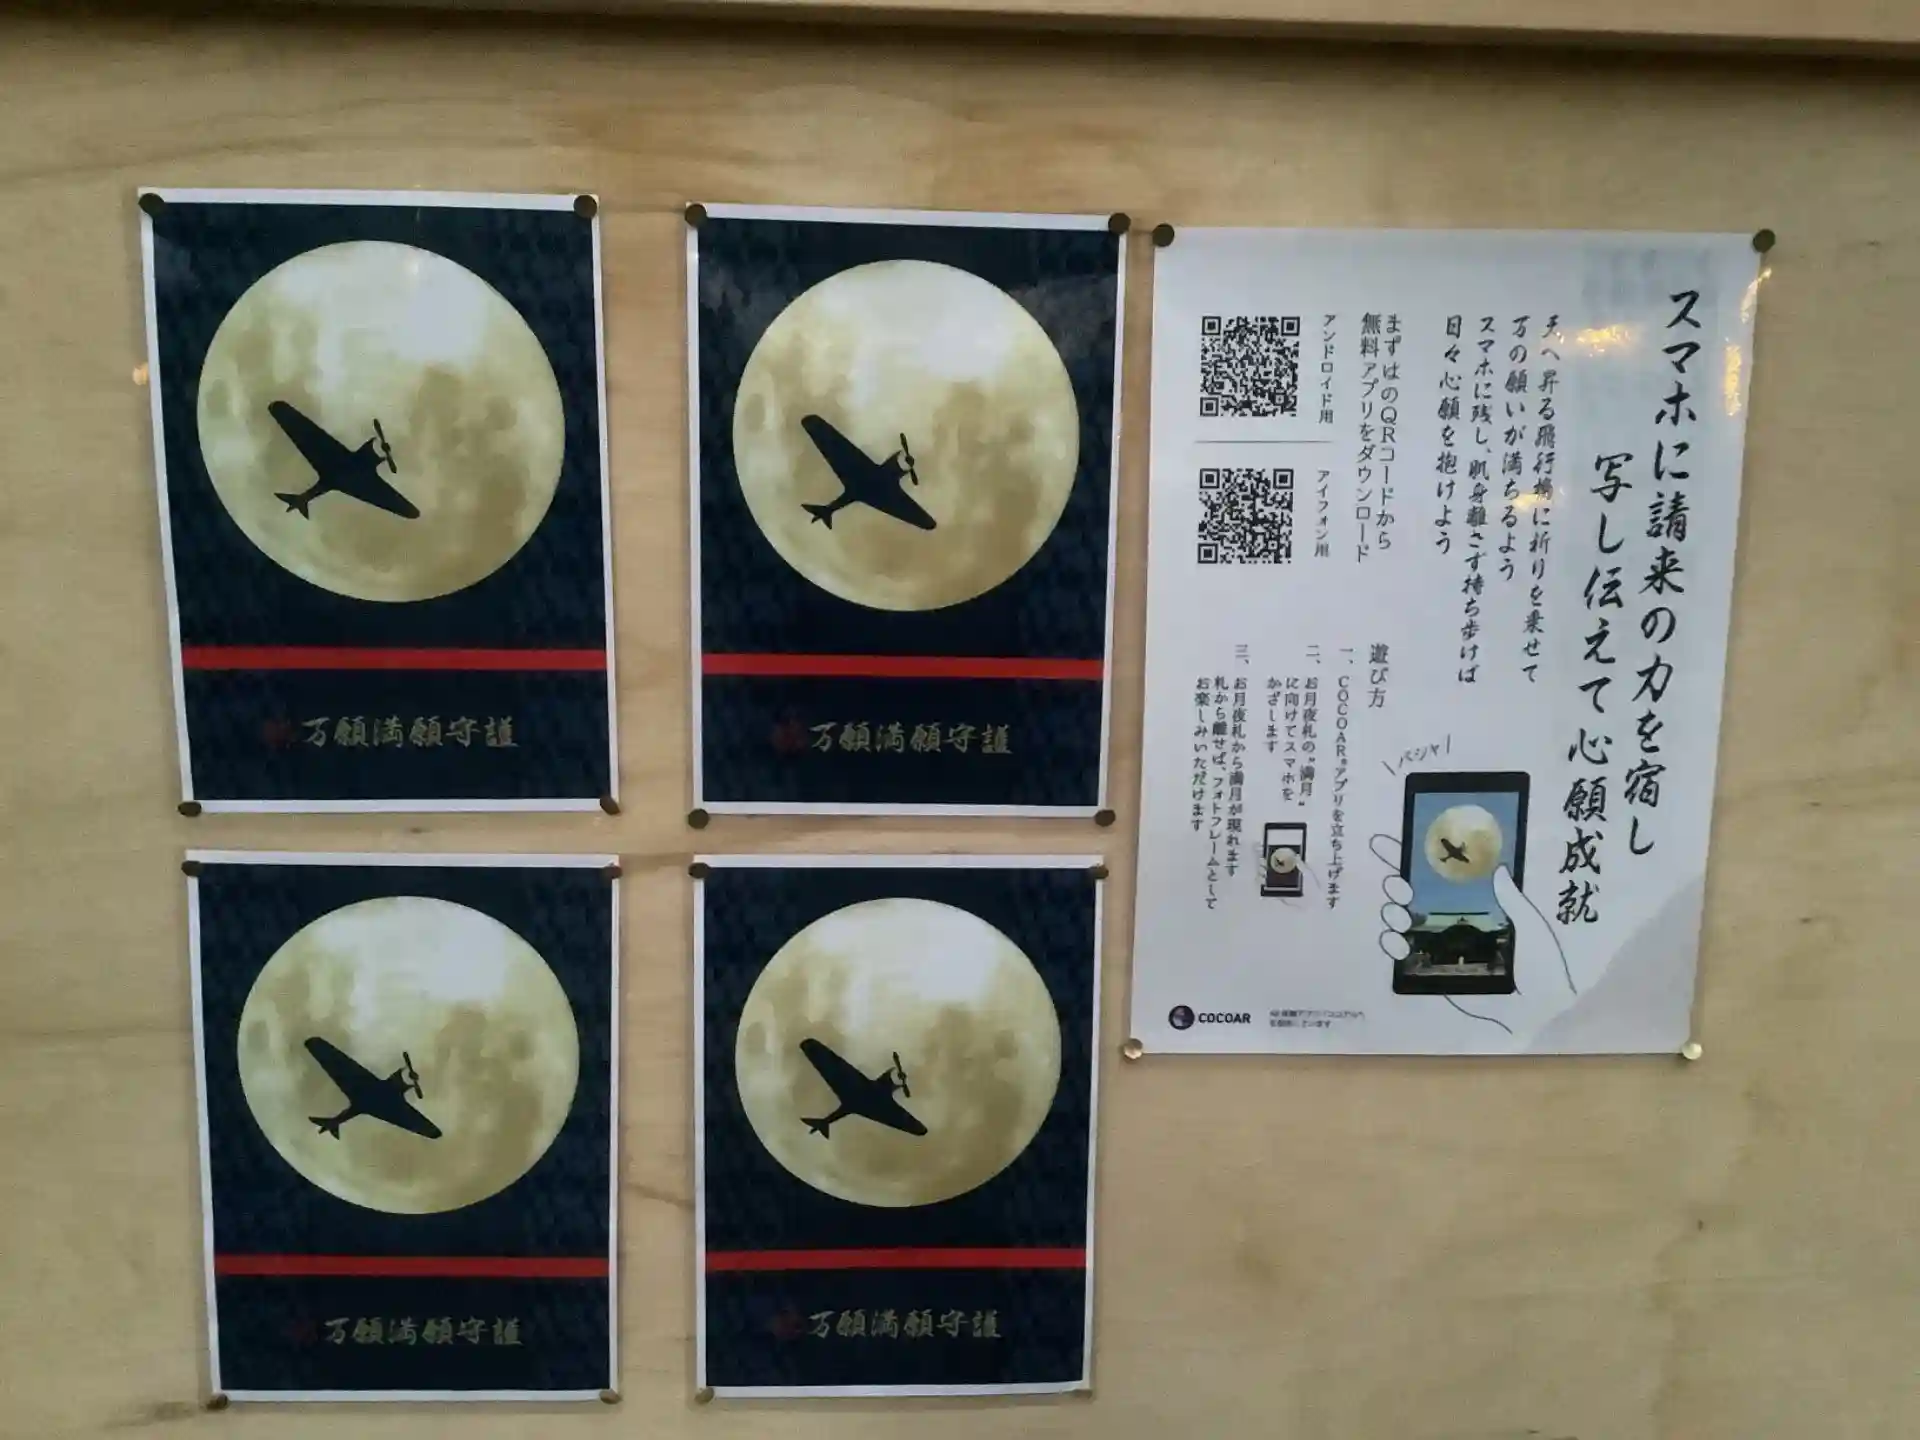 万願満願守護
万願満願守護
万願満願守護
万願満願守護
スマホに請来の力を宿し
写し伝えて心願成就
天へ昇る飛行機に祈りを乗せて
万の願いが満ちるよう
スマホに残し、肌身離さず持ち歩けば
日々心願を抱けよう
まずはのQRコードから
無料アプリをダウンロード
アンドロイド用
アイフォン用
遊び方
一、COCOAR®アプリを立ち上げます
二、お月夜札の"満月"
に向けてスマホを
かざします
三、お月夜札から満月が現れます
札から離せば、フォトフレームとして
お楽しみいただけます
パシャ!
COCOAR